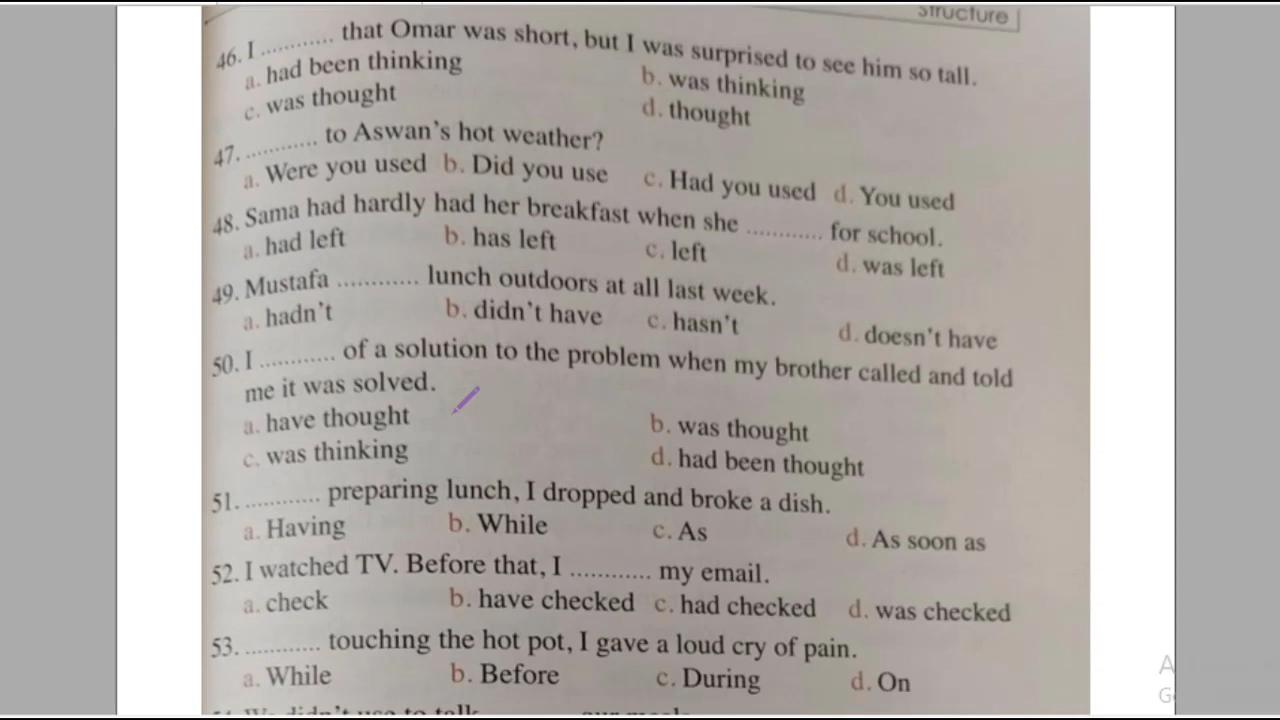 Structure
46. I ............ that Omar was short, but I was surprised to see him so tall.
a. had been thinking b. was thinking
c. was thought d. thought
47. ............ to Aswan's hot weather?
a. Were you used b. Did you use c. Had you used d. You used
48. Sama had hardly had her breakfast when she ............ for school.
a. had left b. has left c. left d. was left
49. Mustafa ............ lunch outdoors at all last week.
a. hadn't b. didn't have c. hasn't d. doesn't have
50. I ............ of a solution to the problem when my brother called and told
me it was solved.
a. have thought b. was thought
c. was thinking d. had been thought
51. ............ preparing lunch, I dropped and broke a dish.
a. Having b. While c. As d. As soon as
52. I watched TV. Before that, I ............ my email.
a. check b. have checked c. had checked d. was checked
53. ............ touching the hot pot, I gave a loud cry of pain.
a. While b. Before c. During d. On
We didn't use to talk